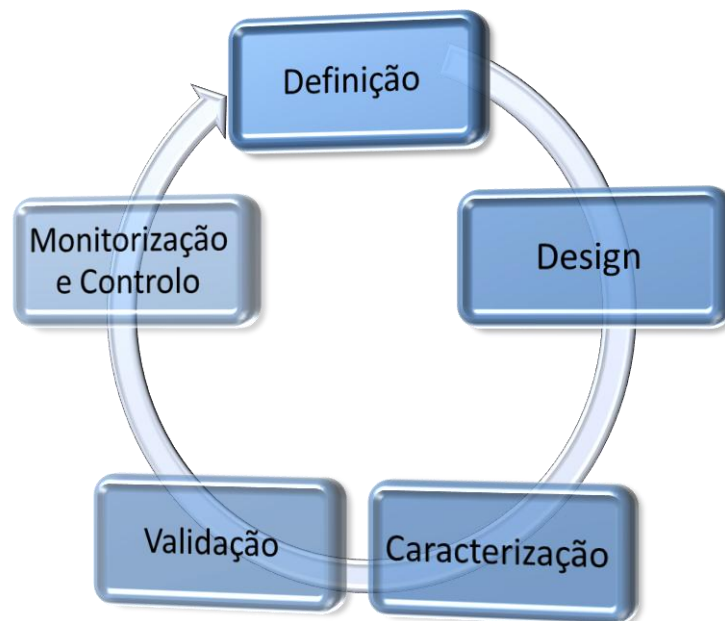 Definição
Design
Caracterização
Validação
Monitorização
e Controlo